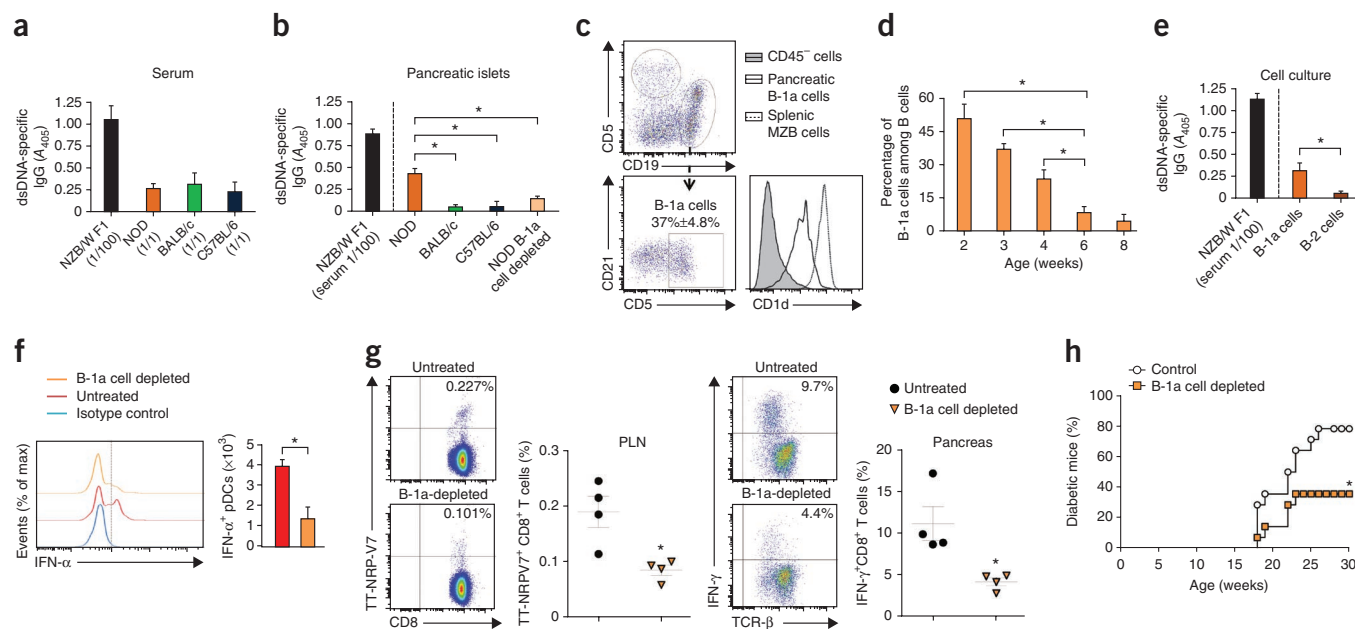 a
Serum
dsDNA-specific
IgG (A405)
1.25
1.00
0.75
0.50
0.25
0
NZB/W F1
(1/100)
NOD
(1/1)
BALB/c
(1/1)
C57BL/6
(1/1)
b
Pancreatic islets
dsDNA-specific
IgG (A405)
1.25
1.00
0.75
0.50
0.25
0
*
*
*
NZB/W F1
(serum 1/100)
NOD
BALB/c
C57BL/6
NOD B-1a
cell depleted
c
CD5
CD19
CD45− cells
Pancreatic
B-1a cells
Splenic
MZB cells
B-1a cells
37%±4.8%
CD21
CD5
CD1d
d
Percentage of
B-1a cells among B cells
60
45
30
15
0
*
*
*
2 3 4 6 8
Age (weeks)
e
Cell culture
dsDNA-specific
IgG (A405)
1.25
1.00
0.75
0.50
0.25
0
*
NZB/W F1
(serum 1/100)
B-1a cells
B-2 cells
f
B-1a cell depleted
Untreated
Isotype control
Events (% of max)
IFN-α
IFN-α+ pDCs (×10³)
5
4
3
2
1
0
*
g
Untreated
0.227%
B-1a-depleted
0.101%
TT-NRP-V7
CD8
PLN
TT-NRPV7+ CD8+ T cells (%)
0.3
0.2
0.1
0
*
Untreated
9.7%
B-1a-depleted
4.4%
IFN-γ
TCR-β
Untreated
B-1a cell depleted
Pancreas
IFN-γ+CD8+ T cells (%)
20
15
10
5
0
*
h
Control
B-1a cell depleted
Diabetic mice (%)
100
80
60
40
20
0
*
0 5 10 15 20 25 30
Age (weeks)